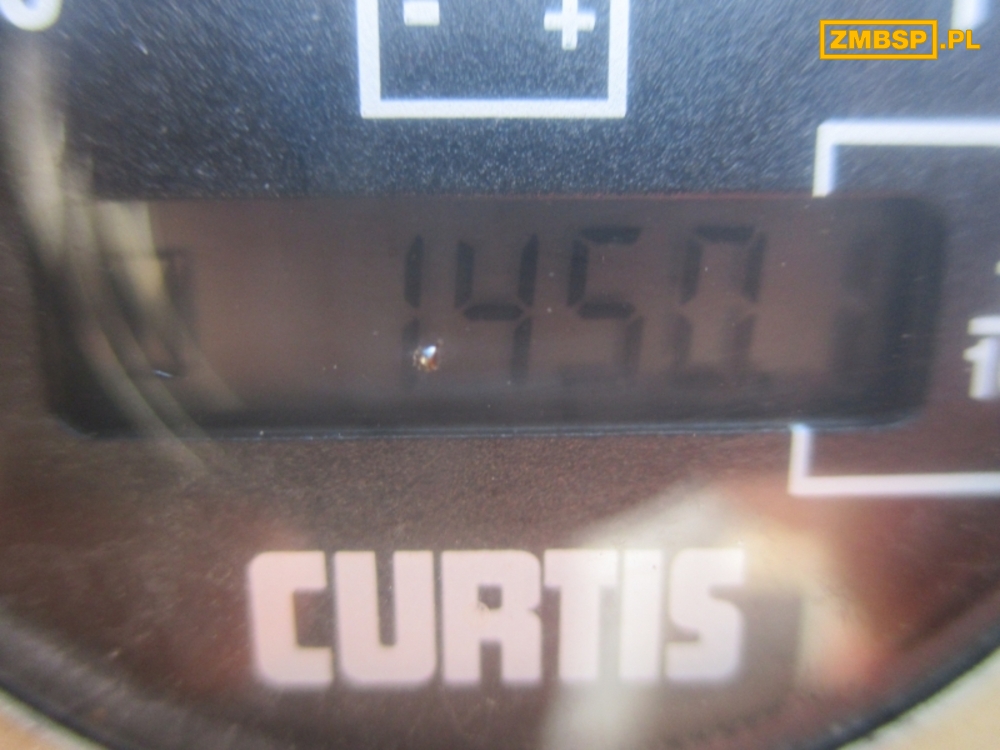 ZMBSP.PL
- +
1450
CURTIS